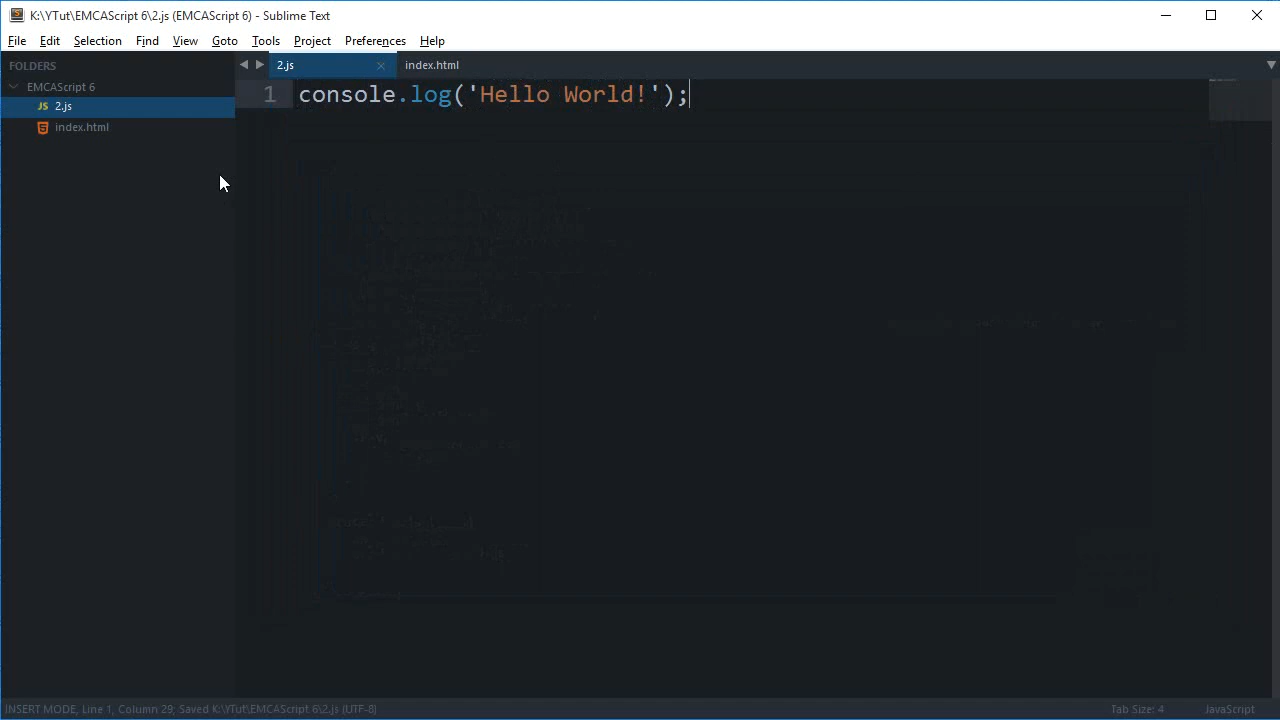 K:\YTut\EMCAScript 6\2.js (EMCAScript 6) - Sublime Text
File Edit Selection Find View Goto Tools Project Preferences Help
FOLDERS
EMCAScript 6
JS 2.js
index.html
2.js × index.html
1 console.log('Hello World!');
INSERT MODE, Line 1, Column 29; Saved K:\YTut\EMCAScript 6\2.js (UTF-8) Tab Size: 4 JavaScript